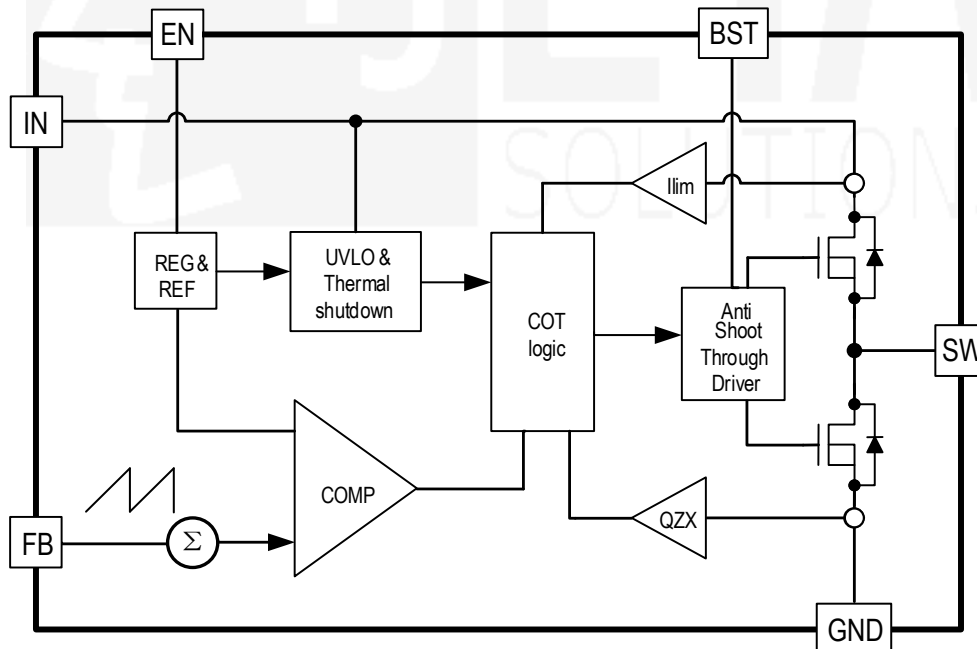 EN
BST
IN
SOLUTION
Ilim
REG &
REF
UVLO &
Thermal
shutdown
COT
logic
Anti
Shoot
Through
Driver
SW
COMP
QZX
FB
Σ
GND